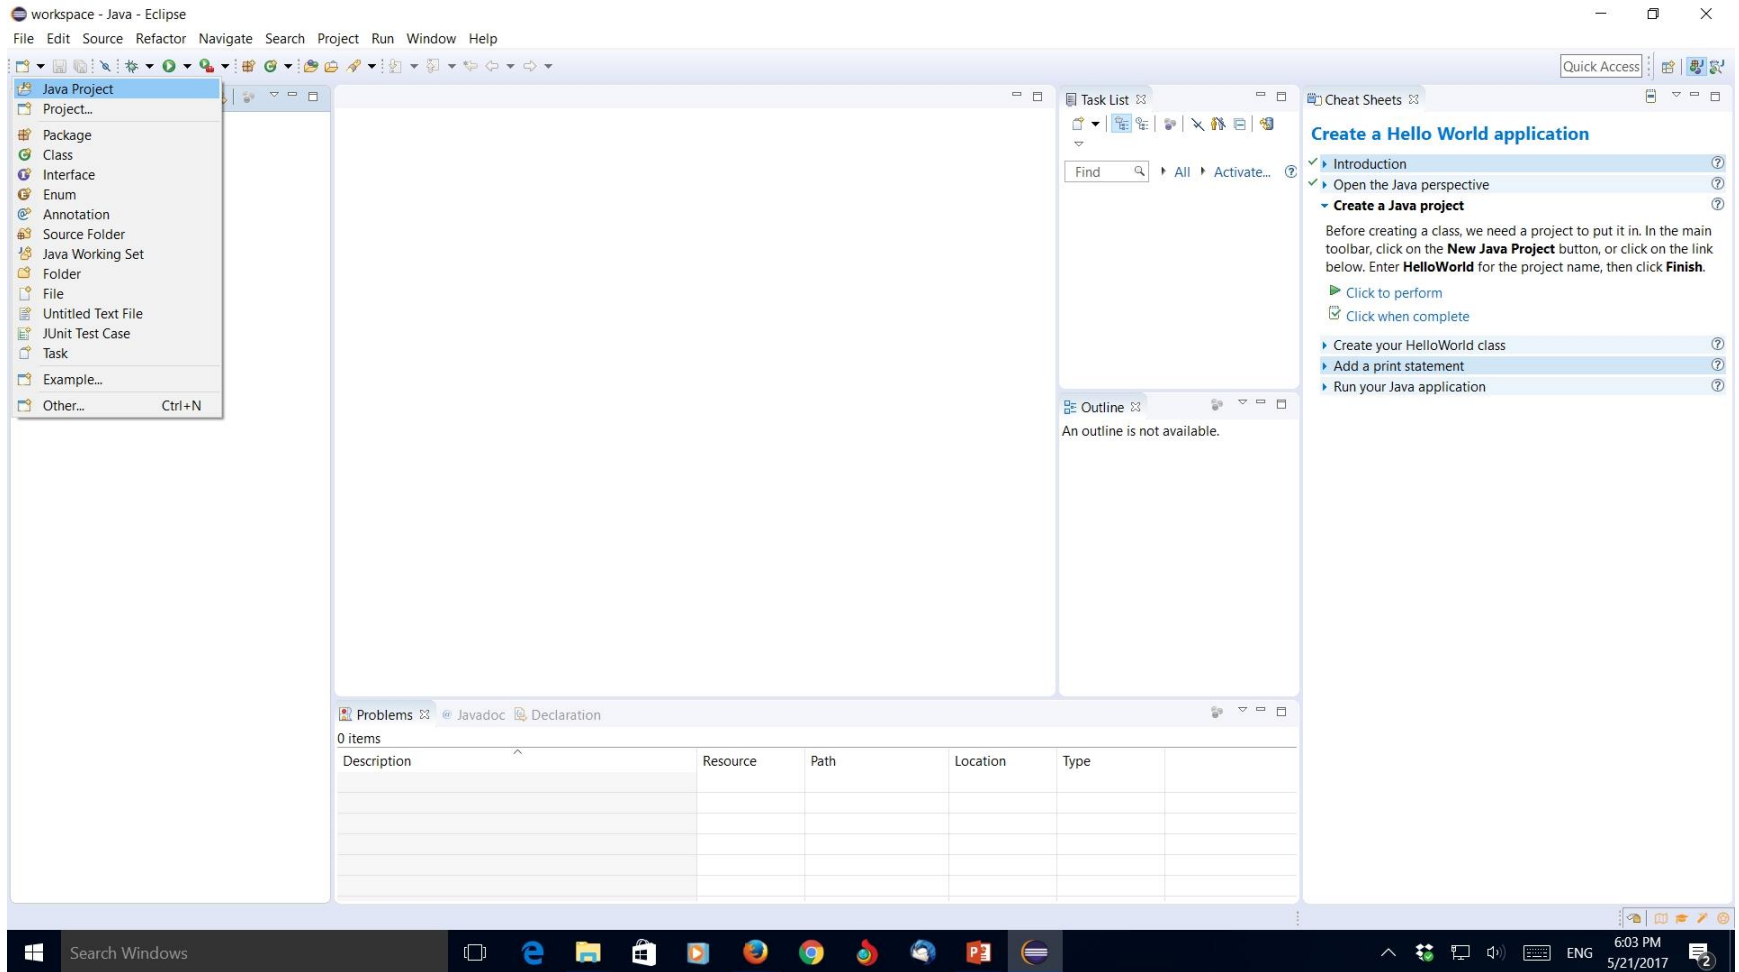 workspace - Java - Eclipse
File Edit Source Refactor Navigate Search Project Run Window Help
Quick Access
Java Project
Project...
Package
Class
Interface
Enum
Annotation
Source Folder
Java Working Set
Folder
File
Untitled Text File
JUnit Test Case
Task
Example...
Other... Ctrl+N
Task List
Find All Activate...
Outline
An outline is not available.
Cheat Sheets
Create a Hello World application
Introduction
Open the Java perspective
Create a Java project
Before creating a class, we need a project to put it in. In the main
toolbar, click on the New Java Project button, or click on the link
below. Enter HelloWorld for the project name, then click Finish.
Click to perform
Click when complete
Create your HelloWorld class
Add a print statement
Run your Java application
Problems @ Javadoc Declaration
0 items
Description Resource Path Location Type
Search Windows
ENG
6:03 PM
5/21/2017
2